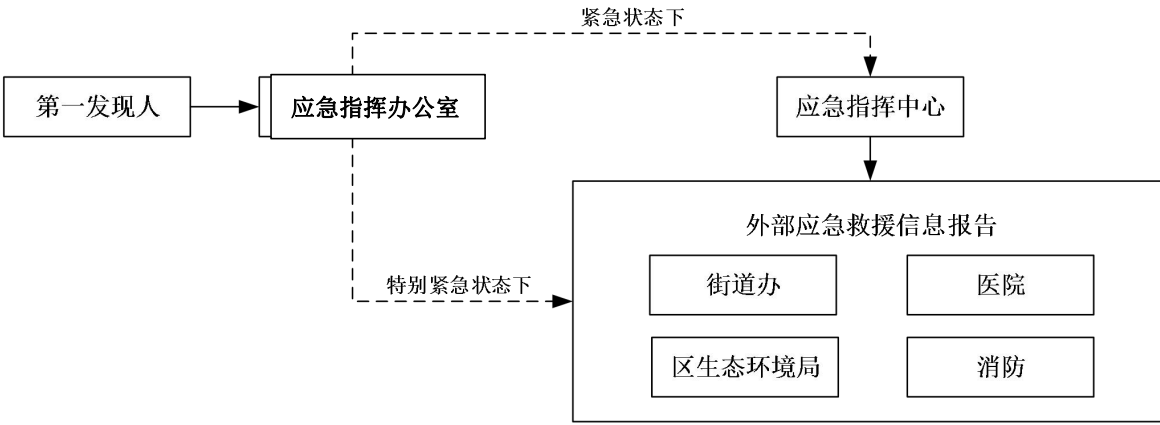 紧急状态下
第一发现人
应急指挥办公室
应急指挥中心
外部应急救援信息报告
特别紧急状态下
街道办
医院
区生态环境局
消防